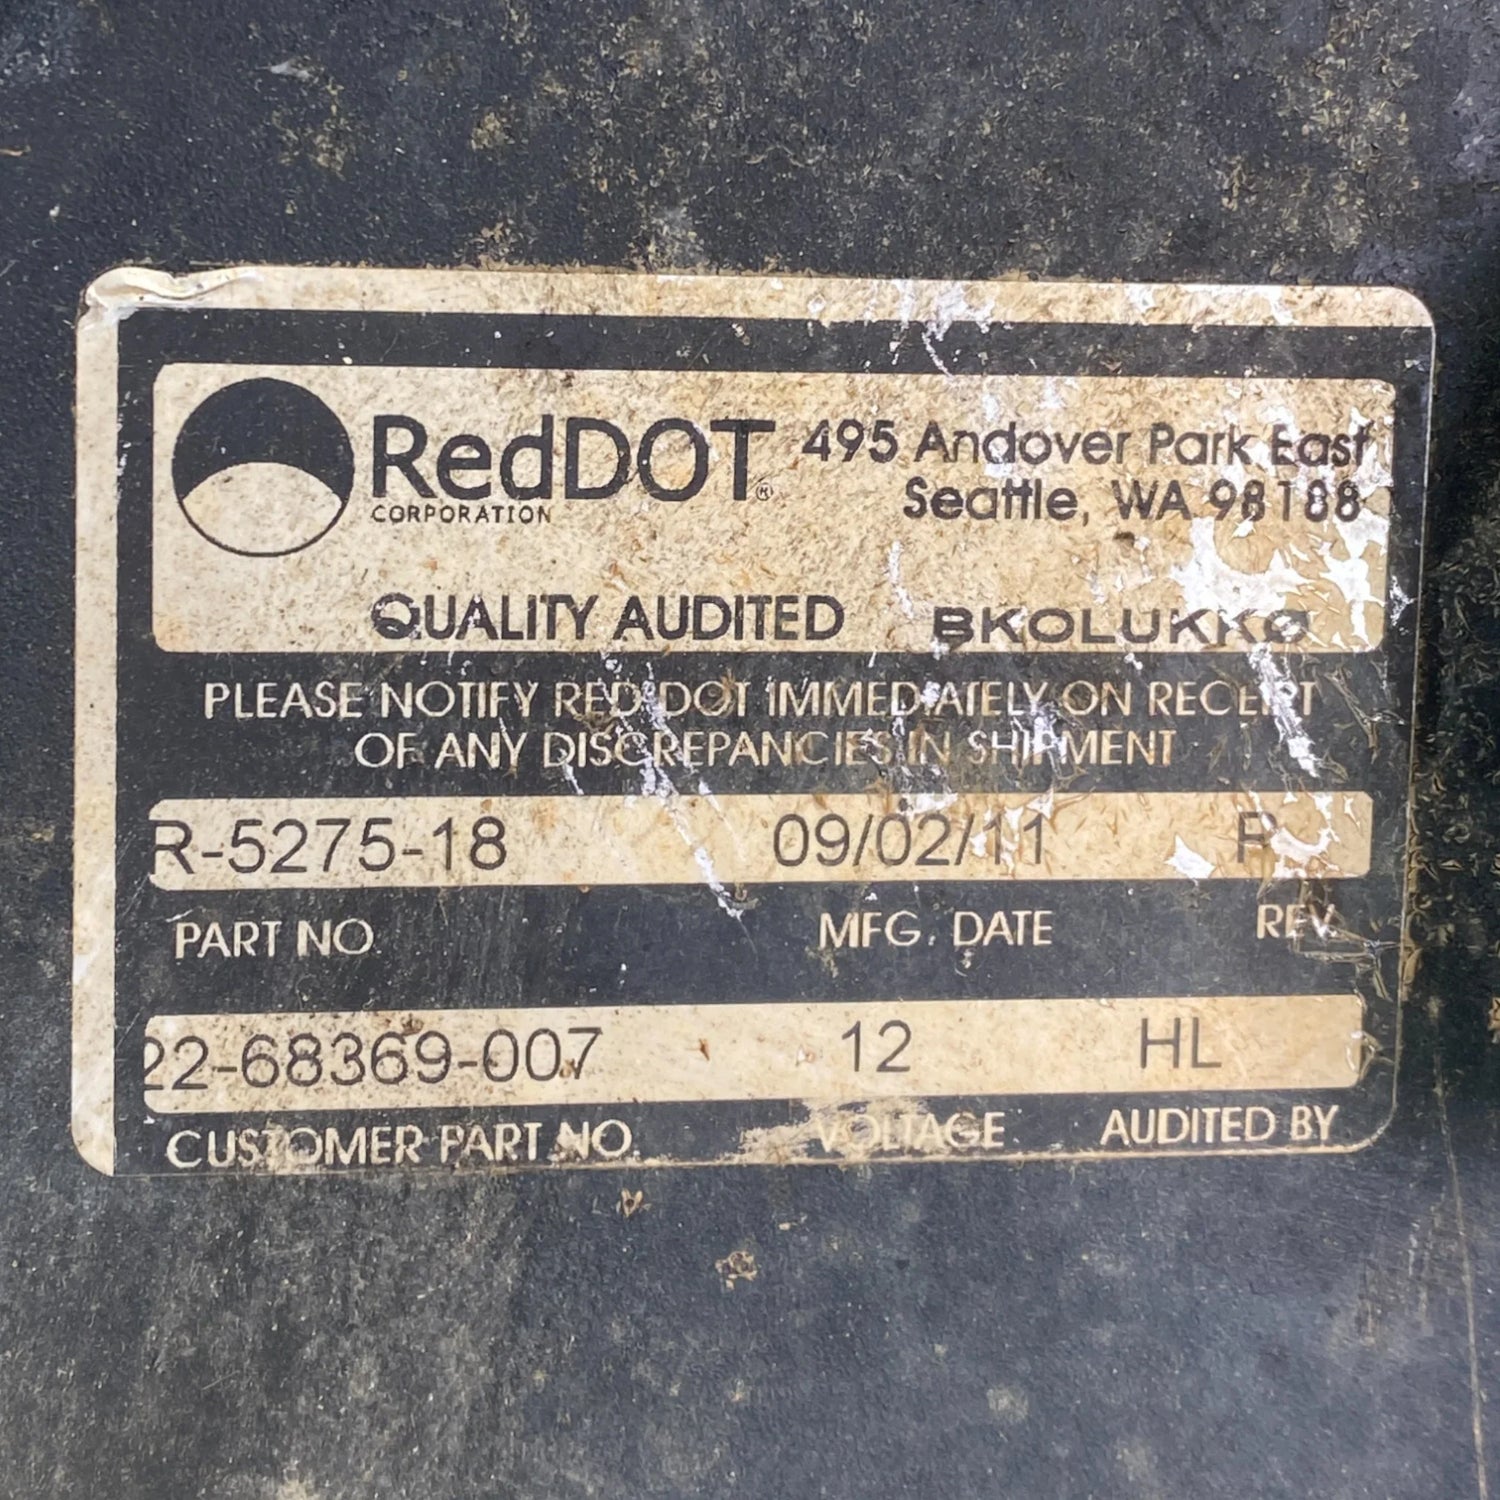 RedDOT® 495 Andover Park East
CORPORATION Seattle, WA 98188
QUALITY AUDITED
PLEASE NOTIFY RED DOT IMMEDIATELY ON RECEIPT
OF ANY DISCREPANCIES IN SHIPMENT
R-5275-18 09/02/11
PART NO. MFG. DATE REV.
22-68369-007 12 HL
CUSTOMER PART NO. VOLTAGE AUDITED BY